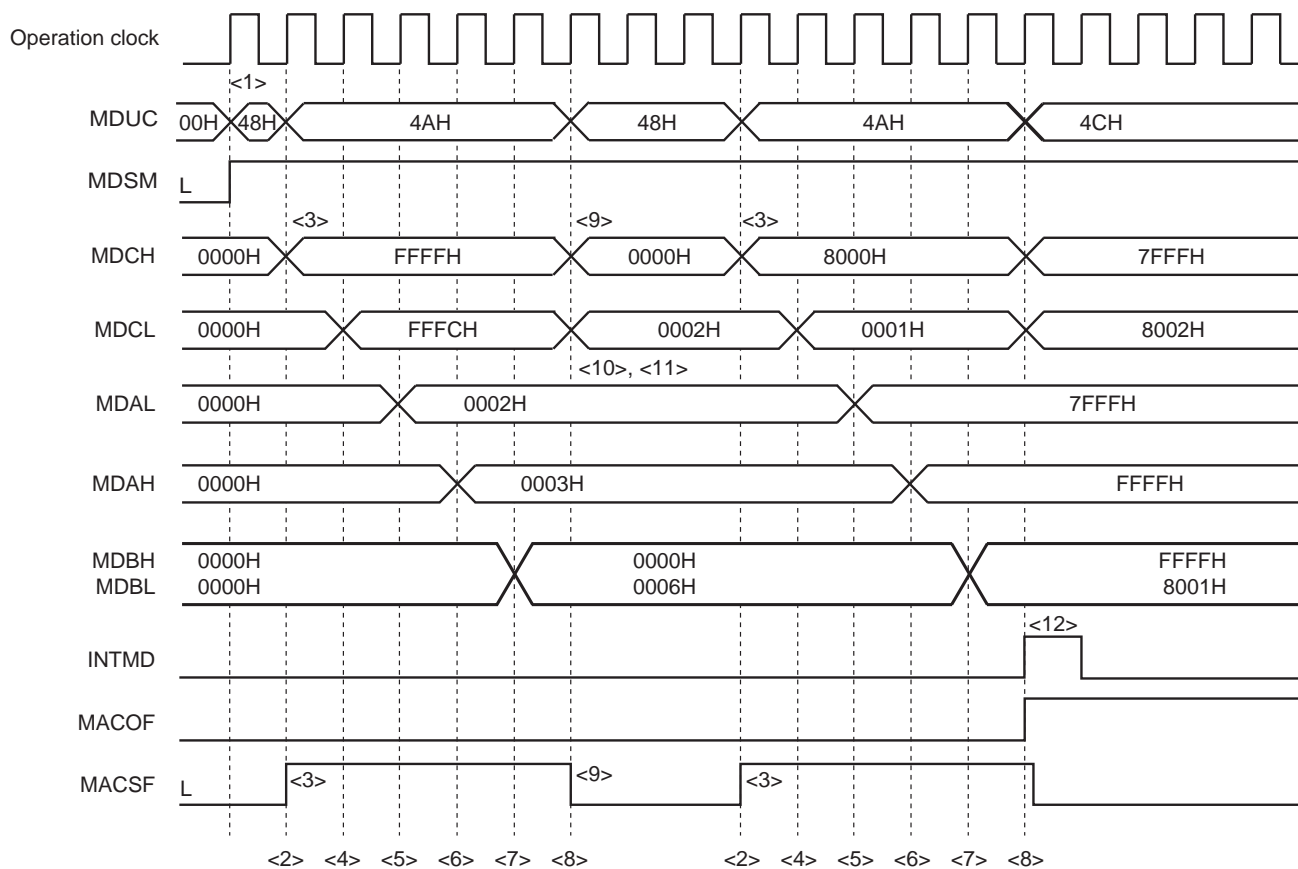 Operation clock
<1>
MDUC 00H 48H 4AH 48H 4AH 4CH
MDSM L
<3> <9> <3>
MDCH 0000H FFFFH 0000H 8000H 7FFFH
MDCL 0000H FFFCH 0002H 0001H 8002H
<10>, <11>
MDAL 0000H 0002H 7FFFH
MDAH 0000H 0003H FFFFH
MDBH 0000H 0000H FFFFH
MDBL 0000H 0006H 8001H
<12>
INTMD
MACOF
MACSF L <3> <9> <3>
<2> <4> <5> <6> <7> <8> <2> <4> <5> <6> <7> <8>